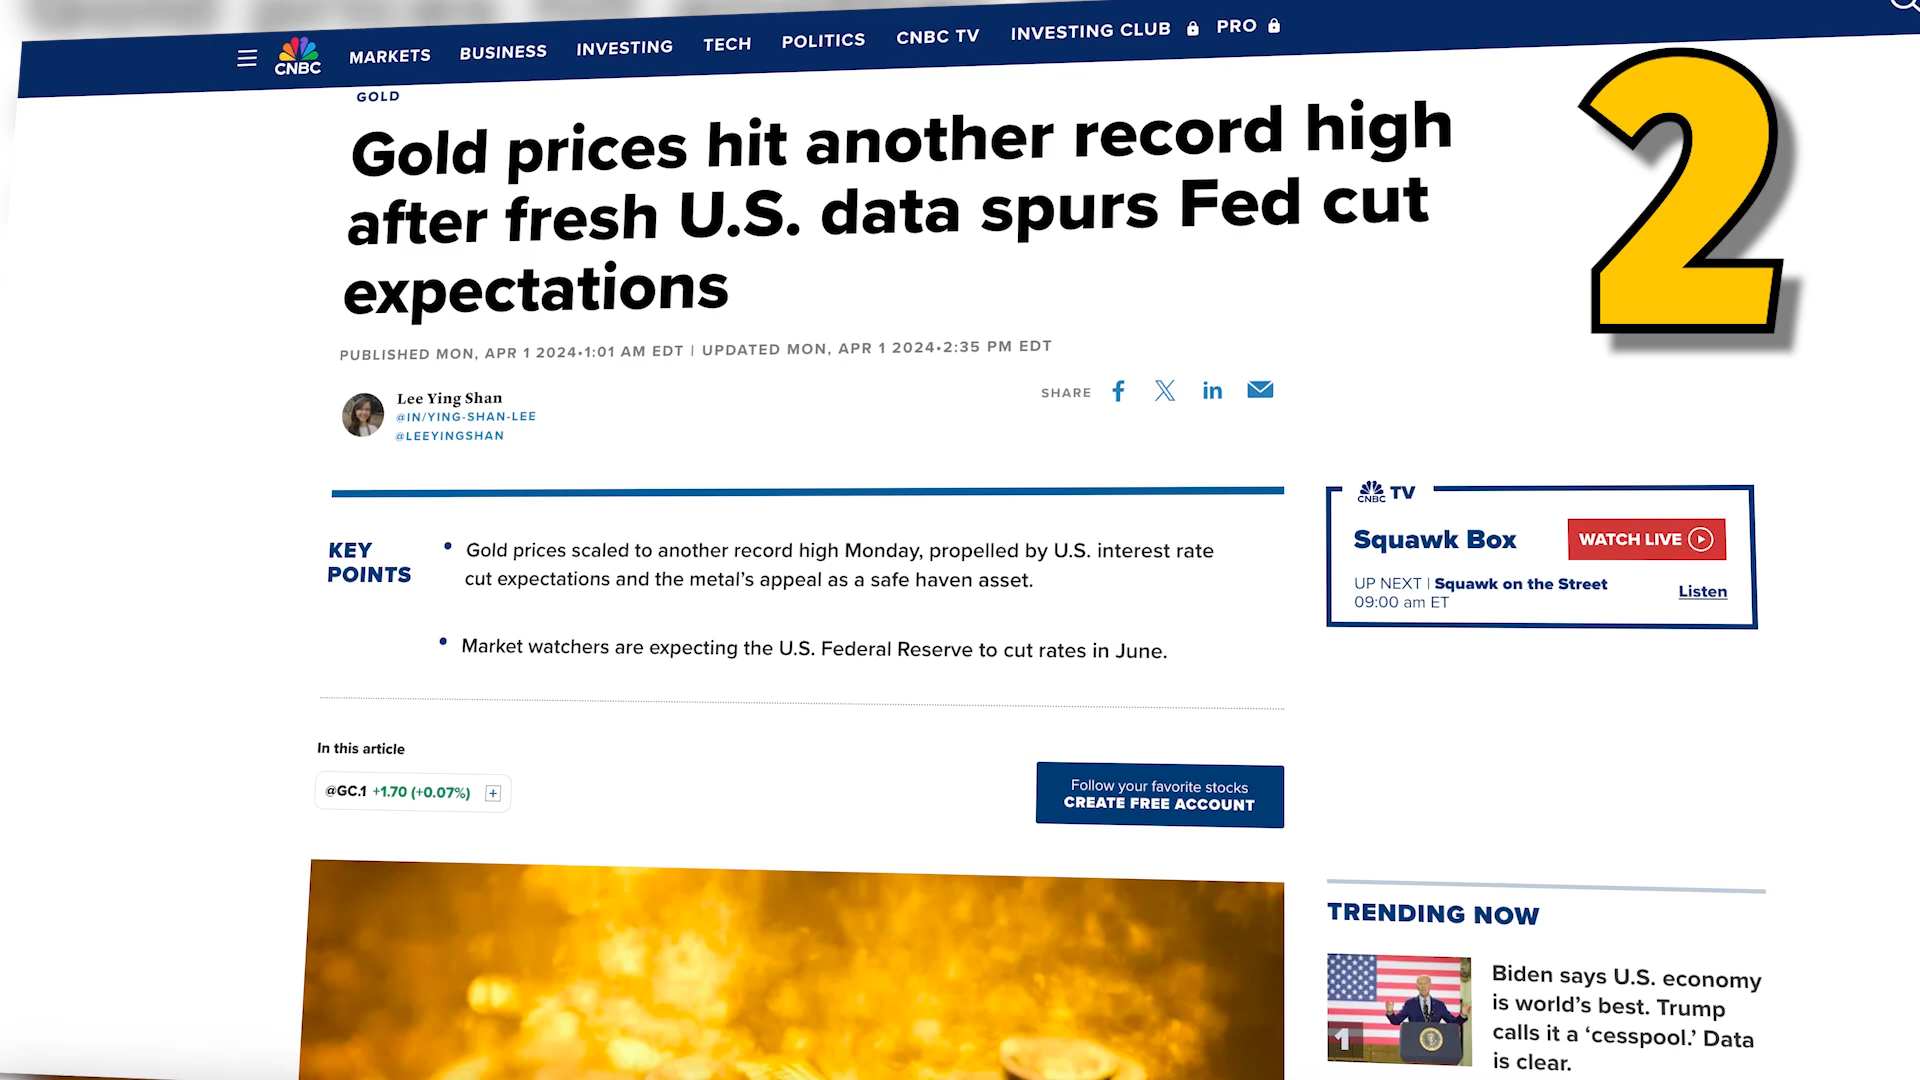 CNBC
MARKETS BUSINESS INVESTING TECH POLITICS CNBC TV INVESTING CLUB PRO
GOLD
Gold prices hit another record high
after fresh U.S. data spurs Fed cut
expectations
2
PUBLISHED MON, APR 1 2024•1:01 AM EDT | UPDATED MON, APR 1 2024•2:35 PM EDT
Lee Ying Shan
@IN/YING-SHAN-LEE
@LEEYINGSHAN
SHARE
KEY
POINTS
• Gold prices scaled to another record high Monday, propelled by U.S. interest rate
cut expectations and the metal’s appeal as a safe haven asset.
• Market watchers are expecting the U.S. Federal Reserve to cut rates in June.
CNBC TV
Squawk Box
WATCH LIVE
UP NEXT | Squawk on the Street
09:00 am ET
Listen
In this article
@GC.1 +1.70 (+0.07%)
Follow your favorite stocks
CREATE FREE ACCOUNT
TRENDING NOW
1
Biden says U.S. economy
is world’s best. Trump
calls it a ‘cesspool.’ Data
is clear.